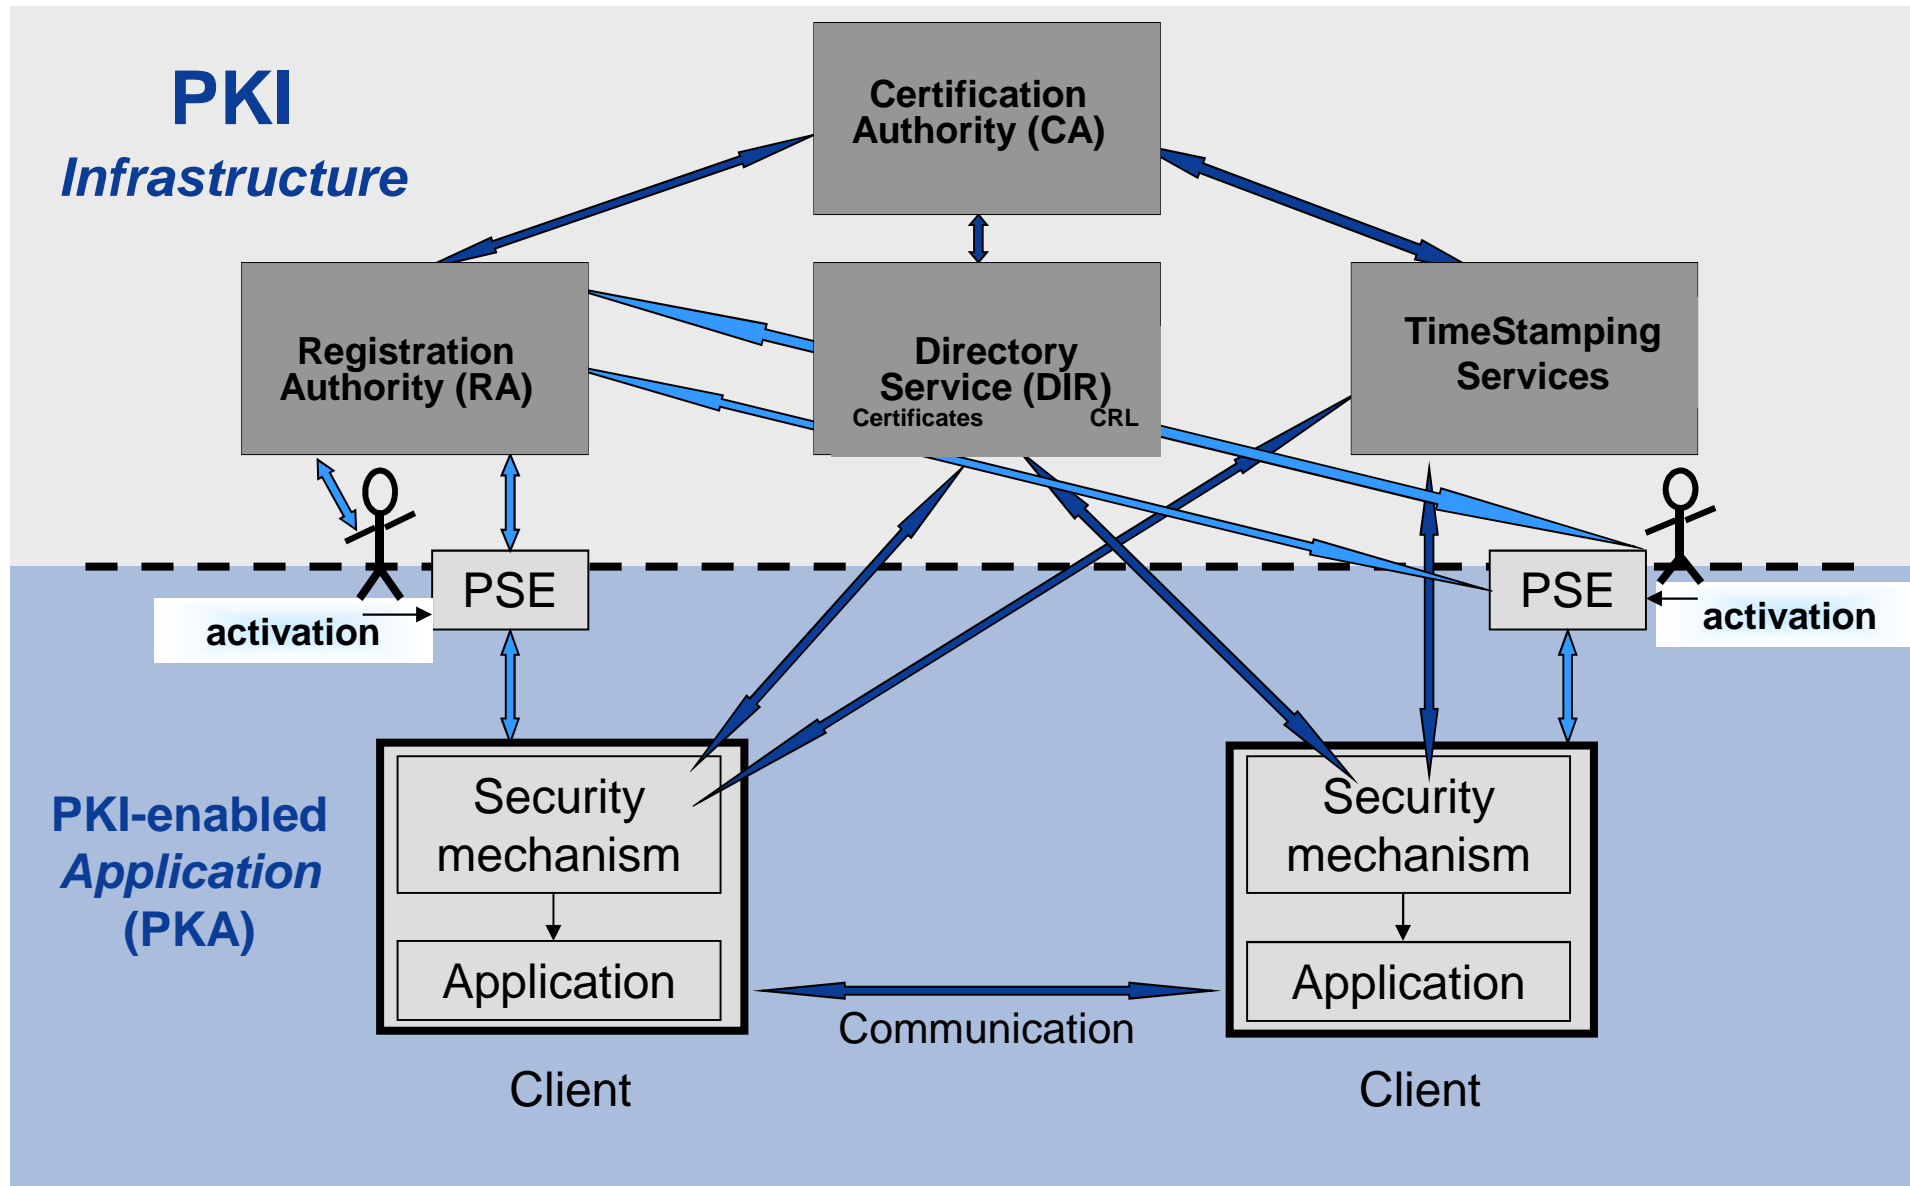 PKI
Infrastructure
Certification
Authority (CA)
Registration
Authority (RA)
Directory
Service (DIR)
Certificates CRL
TimeStamping
Services
PSE
activation
PSE
activation
PKI-enabled
Application
(PKA)
Security
mechanism
Application
Client
Communication
Security
mechanism
Application
Client